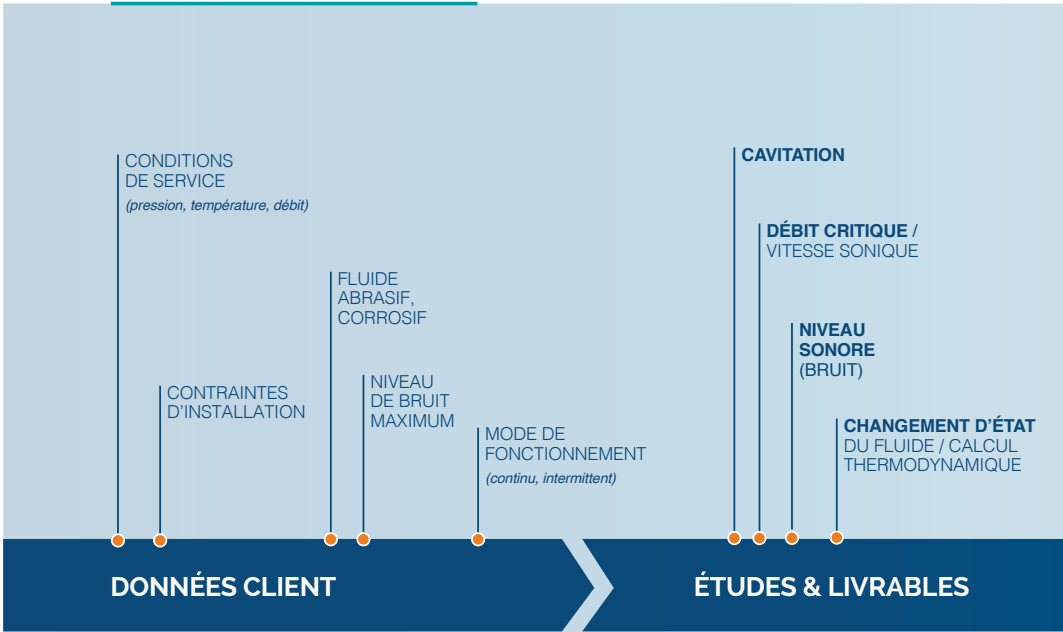 CONDITIONS
DE SERVICE
(pression, température, débit)
CONTRAINTES
D'INSTALLATION
FLUIDE
ABRASIF,
CORROSIF
NIVEAU
DE BRUIT
MAXIMUM
MODE DE
FONCTIONNEMENT
(continu, intermittent)
CAVITATION
DÉBIT CRITIQUE /
VITESSE SONIQUE
NIVEAU
SONORE
(BRUIT)
CHANGEMENT D'ÉTAT
DU FLUIDE / CALCUL
THERMODYNAMIQUE
DONNÉES CLIENT
ÉTUDES & LIVRABLES